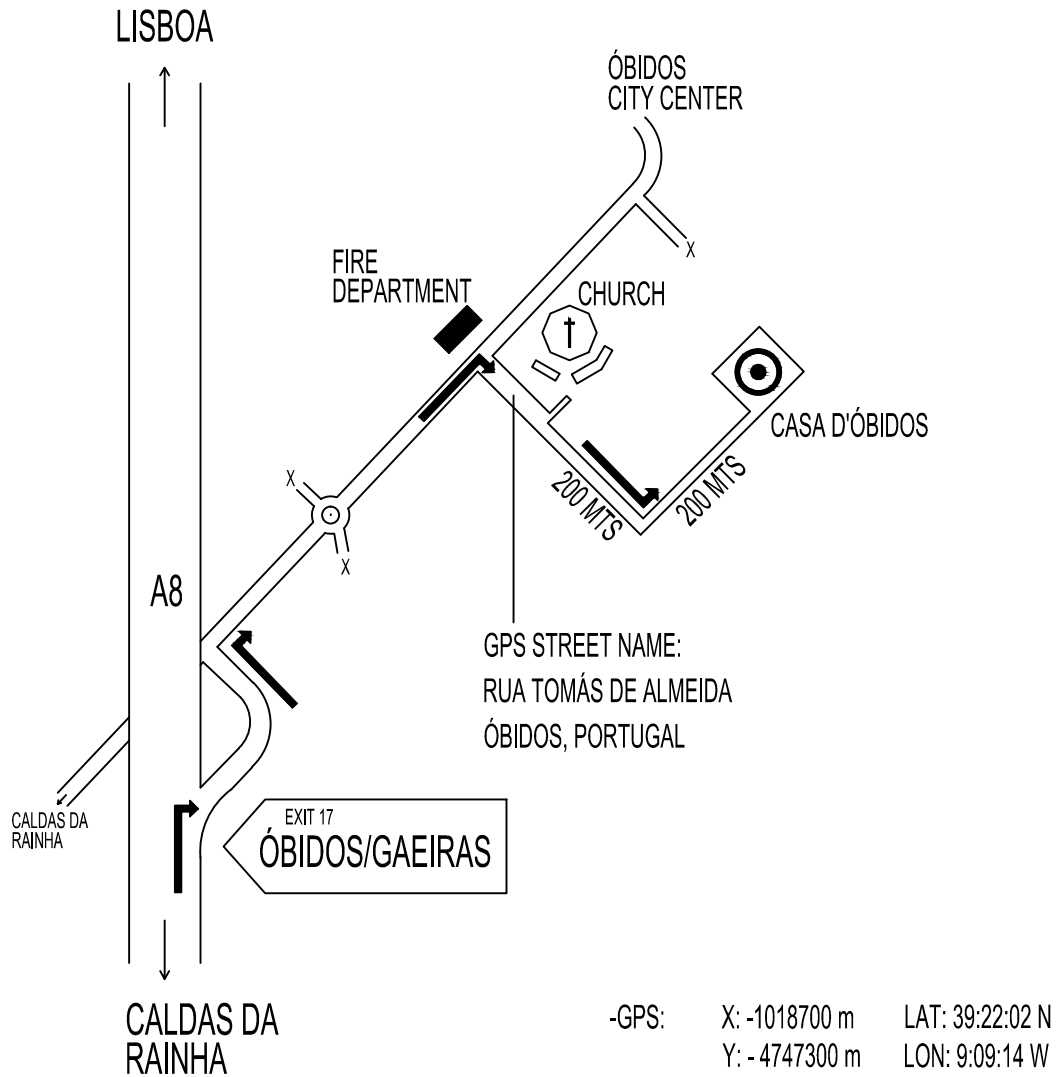 LISBOA
ÓBIDOS
CITY CENTER
X
FIRE
DEPARTMENT
CHURCH
CASA D'ÓBIDOS
200 MTS
200 MTS
X
X
A8
GPS STREET NAME:
RUA TOMÁS DE ALMEIDA
ÓBIDOS, PORTUGAL
CALDAS DA
RAINHA
EXIT 17
ÓBIDOS/GAEIRAS
CALDAS DA
RAINHA
-GPS: X: -1018700 m LAT: 39:22:02 N
Y: - 4747300 m LON: 9:09:14 W